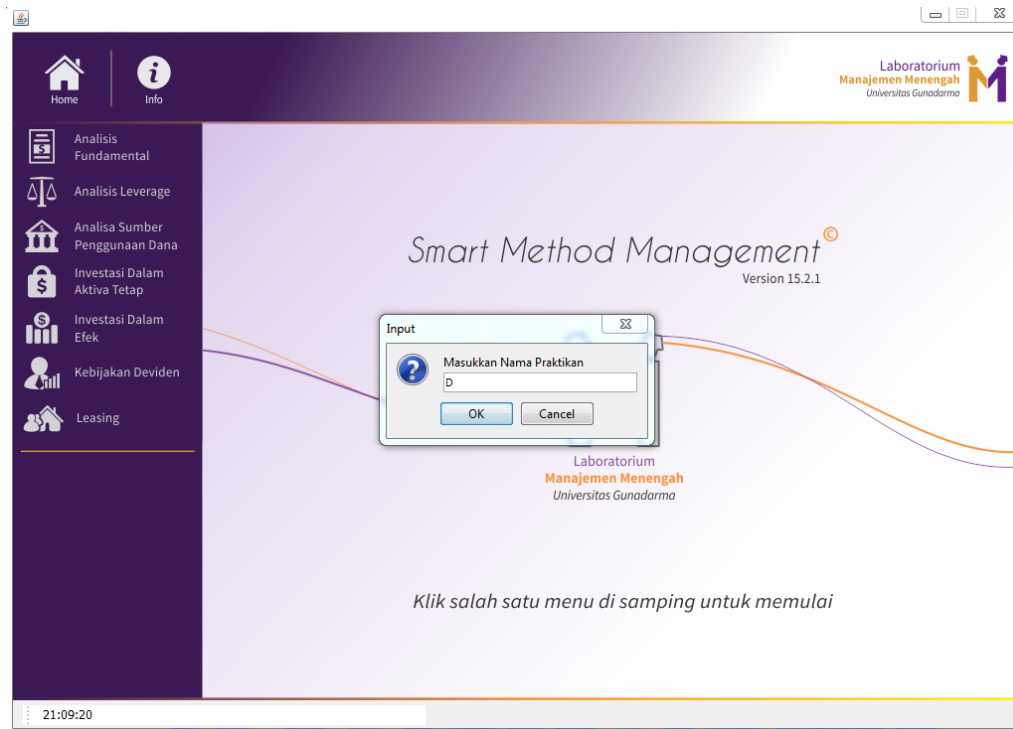 Home
Info
Laboratorium
Manajemen Menengah
Universitas Gunadarma
Analisis
Fundamental
Analisis Leverage
Analisa Sumber
Penggunaan Dana
Investasi Dalam
Aktiva Tetap
Investasi Dalam
Efek
Kebijakan Deviden
Leasing
Smart Method Management©
Version 15.2.1
Input
Masukkan Nama Praktikan
D
OK
Cancel
Laboratorium
Manajemen Menengah
Universitas Gunadarma
Klik salah satu menu di samping untuk memulai
21:09:20